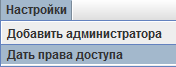 Настройки
Добавить администратора
Дать права доступа